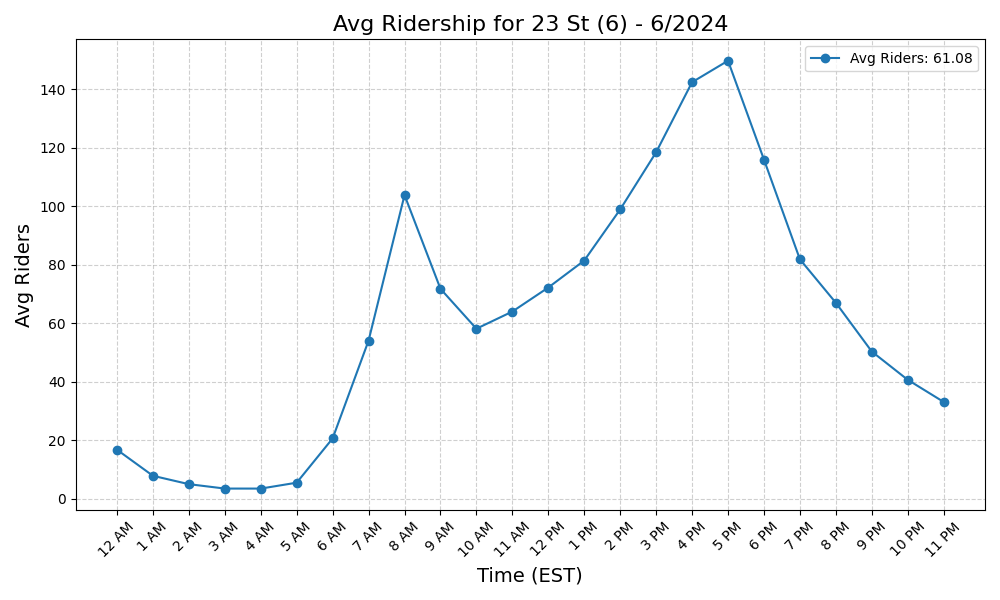 Avg Ridership for 23 St (6) - 6/2024
Avg Riders: 61.08
Avg Riders
140
120
100
80
60
40
20
0
12 AM
1 AM
2 AM
3 AM
4 AM
5 AM
6 AM
7 AM
8 AM
9 AM
10 AM
11 AM
12 PM
1 PM
2 PM
3 PM
4 PM
5 PM
6 PM
7 PM
8 PM
9 PM
10 PM
11 PM
Time (EST)